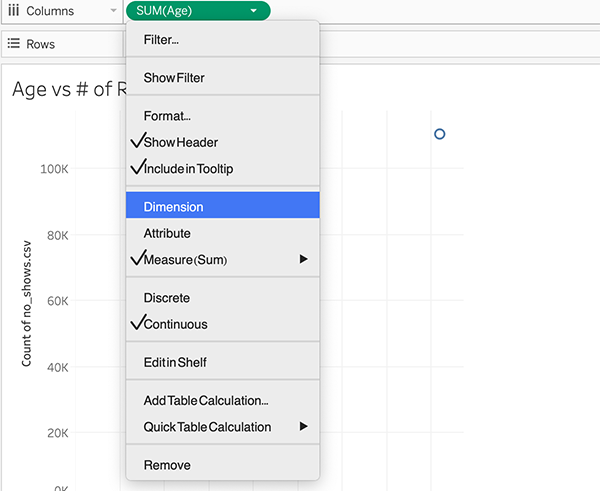 Columns
SUM(Age)
Rows
Age vs # of R
Filter...
Show Filter
Format...
Show Header
Include in Tooltip
Dimension
Attribute
Measure (Sum)
Discrete
Continuous
Edit in Shelf
Add Table Calculation...
Quick Table Calculation
Remove
Count of no_shows.csv
100K
80K
60K
40K
20K
0K